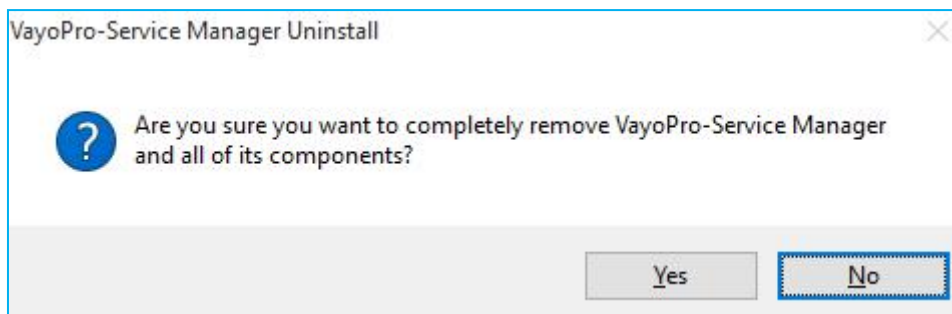 VayoPro-Service Manager Uninstall
Are you sure you want to completely remove VayoPro-Service Manager
and all of its components?
Yes
No